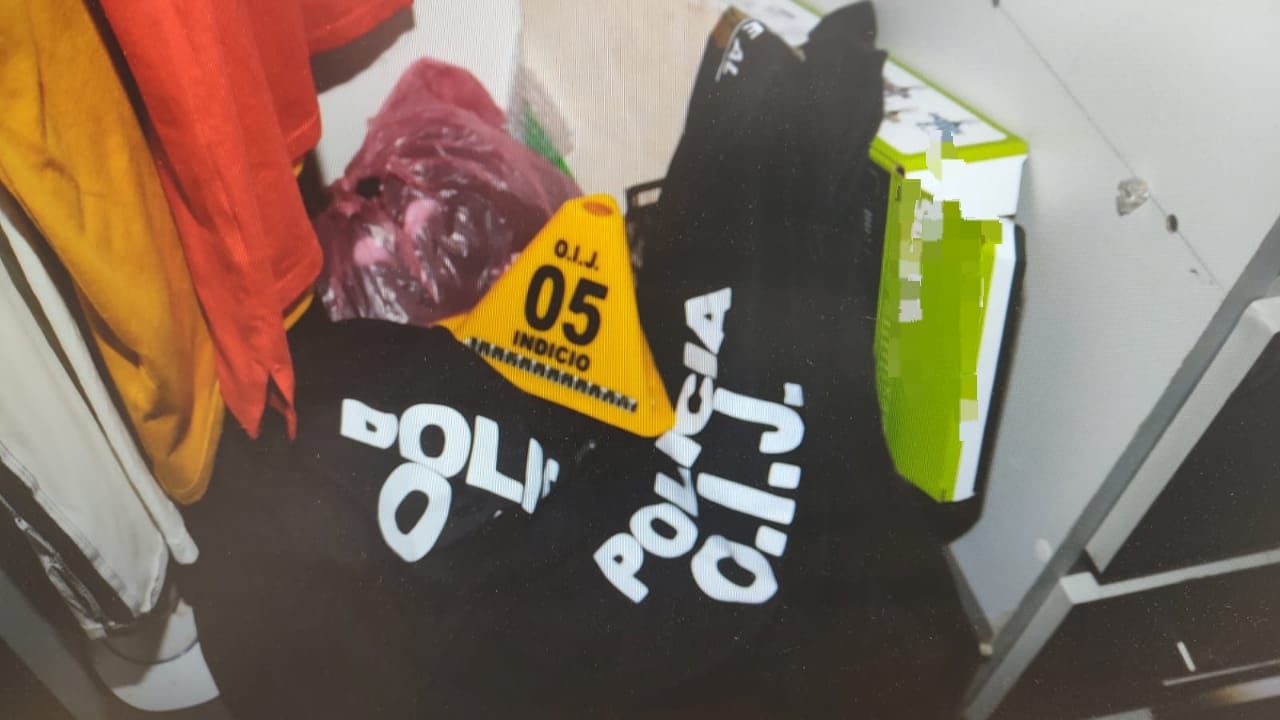 O.I.J.
05
INDICIO
POLI
O
POLICIA
O.I.J.